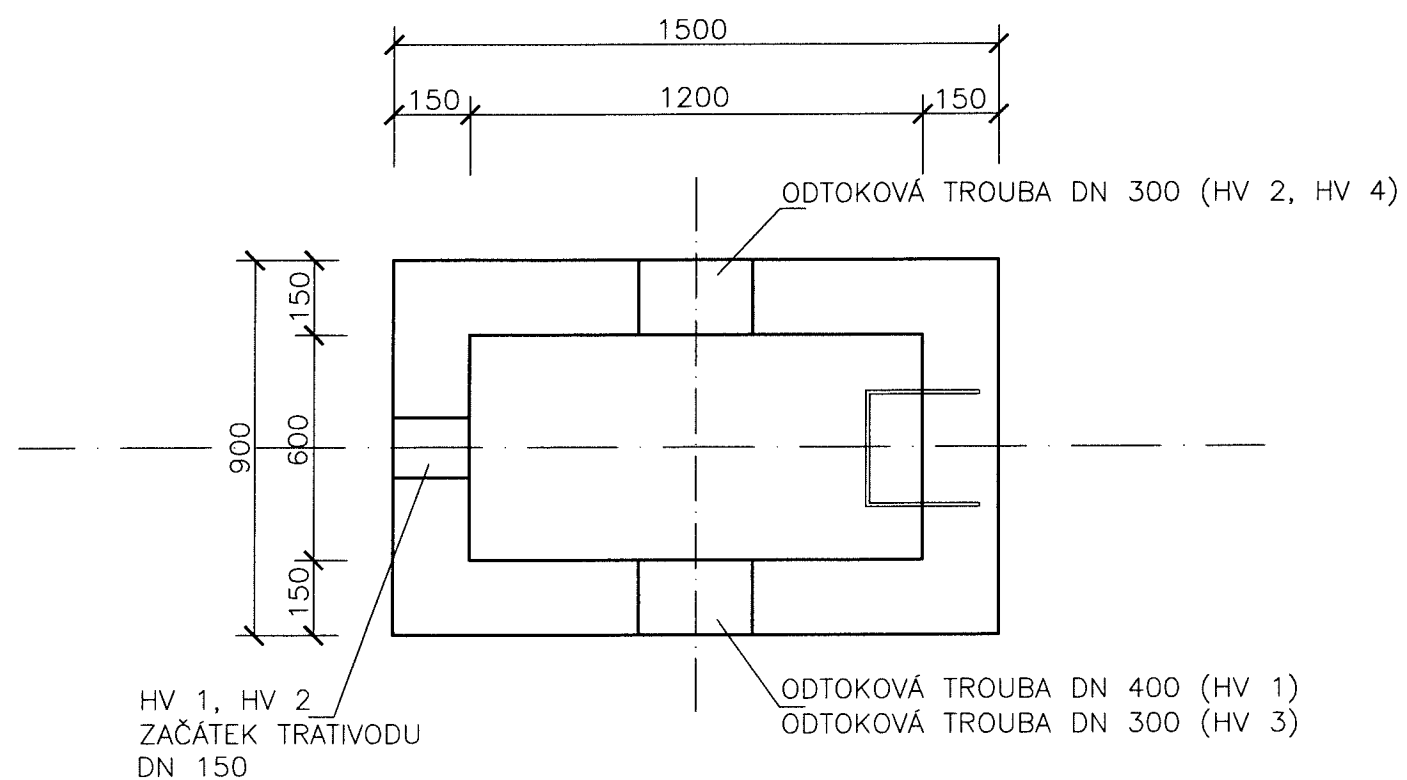 1500
150
1200
150
ODTOKOVÁ TROUBA DN 300 (HV 2, HV 4)
150
900
600
150
HV 1, HV 2
ZAČÁTEK TRATIVODU
DN 150
ODTOKOVÁ TROUBA DN 400 (HV 1)
ODTOKOVÁ TROUBA DN 300 (HV 3)